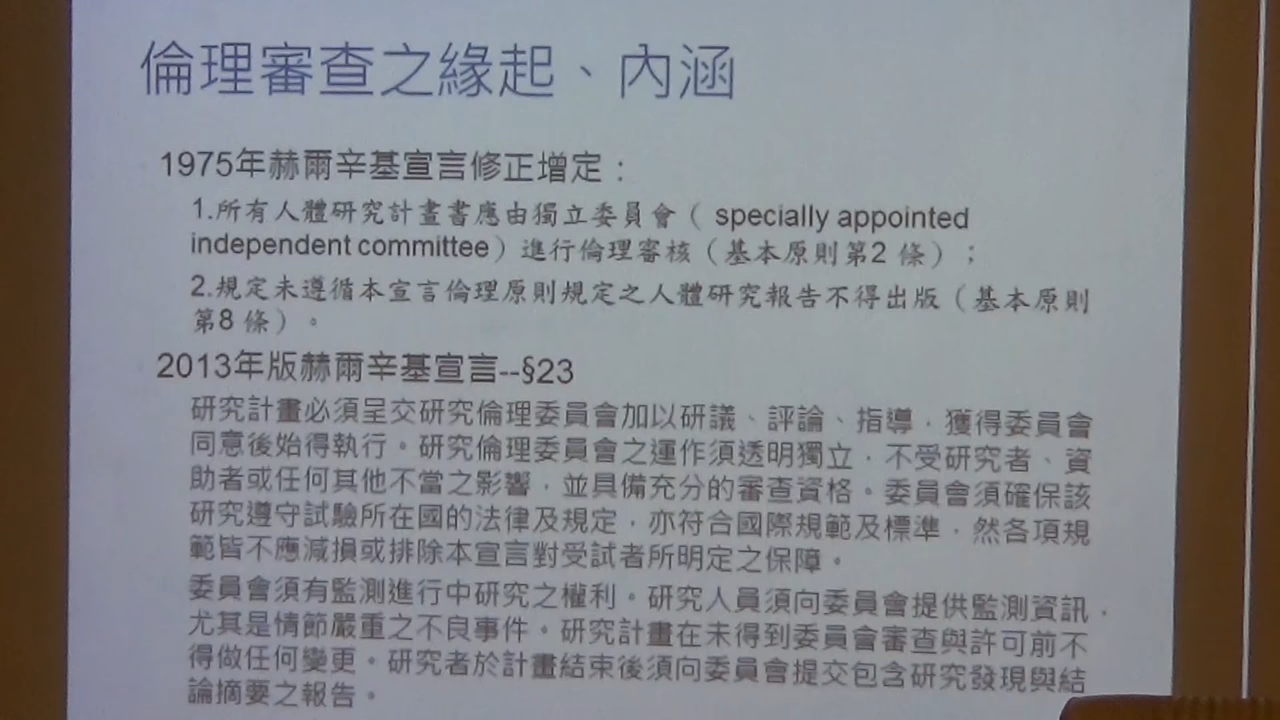 倫理審查之緣起、內涵
1975年赫爾辛基宣言修正增定：
1.所有人體研究計畫書應由獨立委員會（ specially appointed
independent committee）進行倫理審核（基本原則第2 條）；
2.規定未遵循本宣言倫理原則規定之人體研究報告不得出版（基本原則
第8 條）。
2013年版赫爾辛基宣言--§23
研究計畫必須呈交研究倫理委員會加以研議、評論、指導，獲得委員會
同意後始得執行。研究倫理委員會之運作須透明獨立，不受研究者、資
助者或任何其他不當之影響，並具備充分的審查資格。委員會須確保該
研究遵守試驗所在國的法律及規定，亦符合國際規範及標準，然各項規
範皆不應減損或排除本宣言對受試者所明定之保障。
委員會須有監測進行中研究之權利。研究人員須向委員會提供監測資訊，
尤其是情節嚴重之不良事件。研究計畫在未得到委員會審查與許可前不
得做任何變更。研究者於計畫結束後須向委員會提交包含研究發現與結
論摘要之報告。